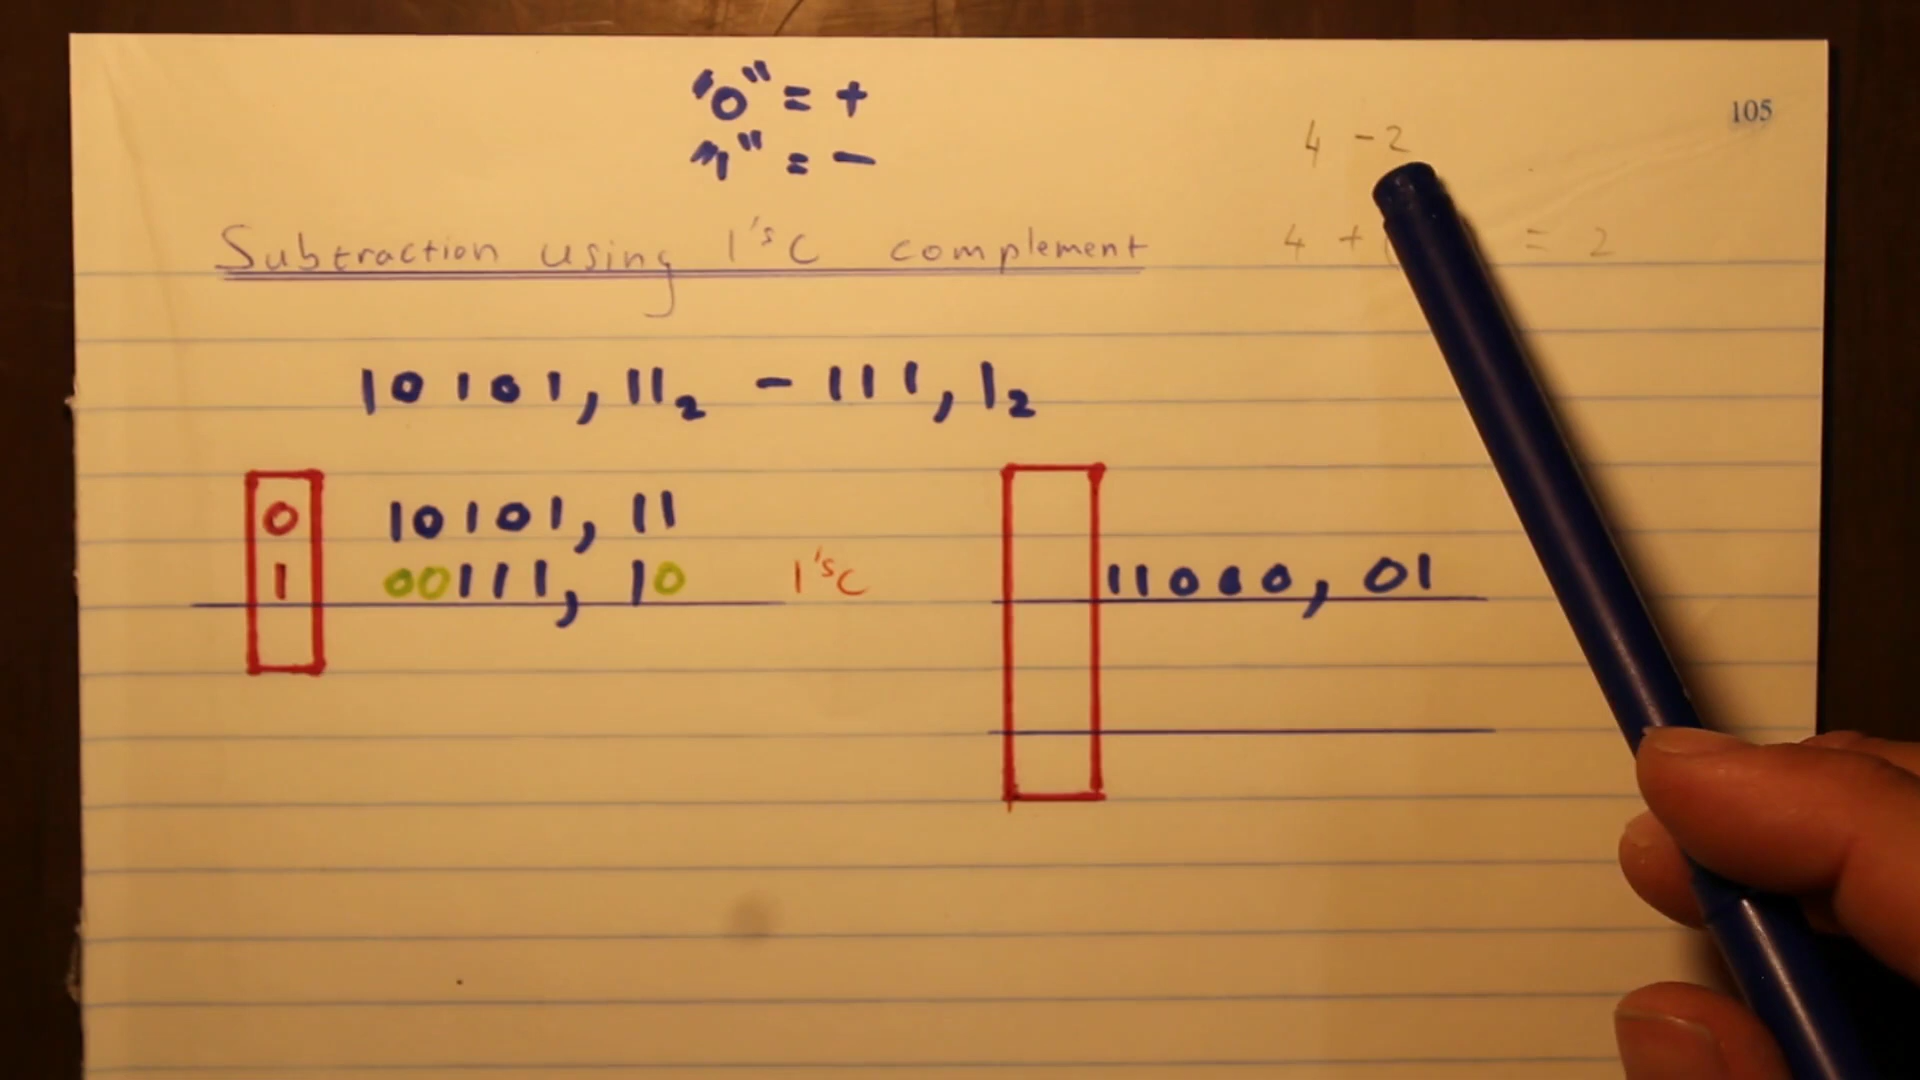 "0" = +
"1" = -
105
4 - 2
4 + = 2
Subtraction using 1'sC complement
10101,11₂ - 111,1₂
0 10101,11
1 00111,10 1'sC
11000,01